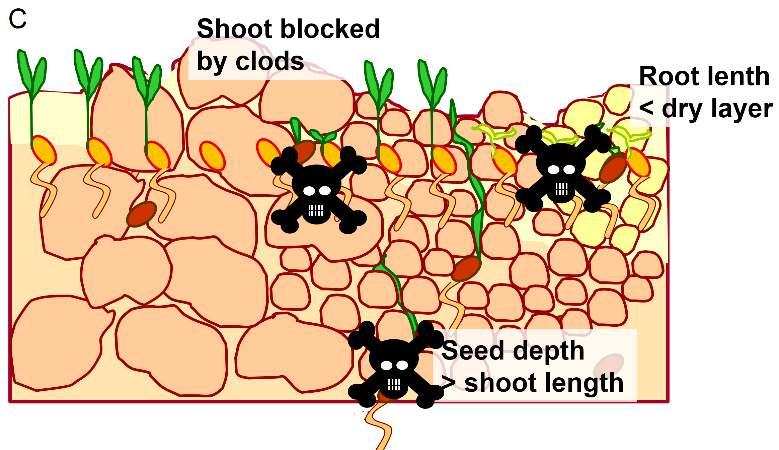 C
Shoot blocked
by clods
Root lenth
< dry layer
Seed depth
> shoot length